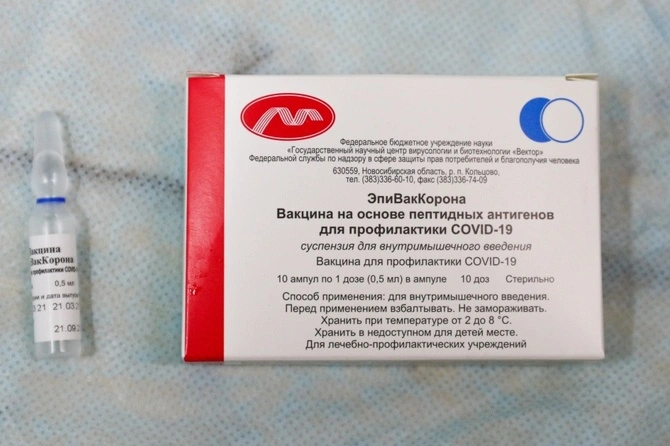 Вакцина
ВакКорона
профилактики COVID-
0,5 мл
и дата выпус
21 21.03
21.09
Федеральное бюджетное учреждение науки
«Государственный научный центр вирусологии и биотехнологии «Вектор»
Федеральной службы по надзору в сфере защиты прав потребителей и благополучия человека
630559, Новосибирская область, р. п. Кольцово,
тел. (383)336-60-10, факс (383)336-74-09
ЭпиВакКорона
Вакцина на основе пептидных антигенов
для профилактики COVID-19
суспензия для внутримышечного введения
Вакцина для профилактики COVID-19
10 ампул по 1 дозе (0,5 мл) в ампуле 10 доз Стерильно
Способ применения: для внутримышечного введения.
Перед применением взбалтывать. Не замораживать.
Хранить при температуре от 2 до 8 °С.
Хранить в недоступном для детей месте.
Для лечебно-профилактических учреждений